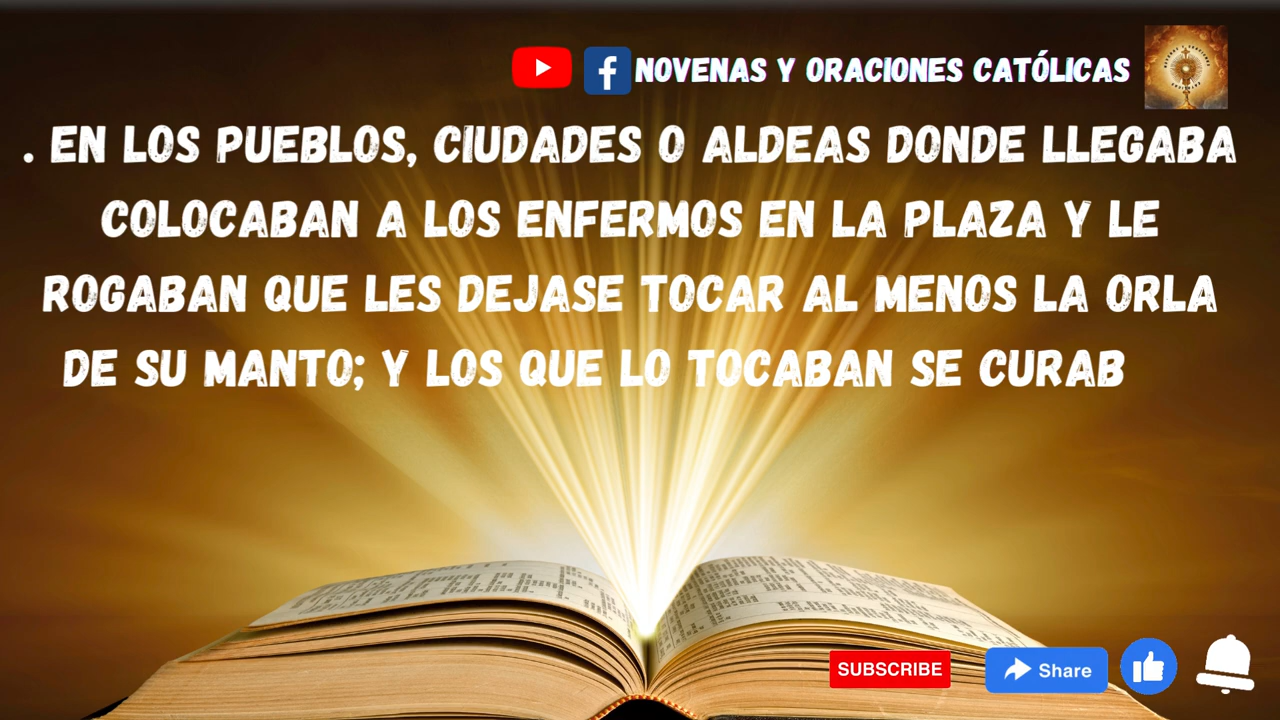 NOVENAS Y ORACIONES CATÓLICAS
. EN LOS PUEBLOS, CIUDADES O ALDEAS DONDE LLEGABA
COLOCABAN A LOS ENFERMOS EN LA PLAZA Y LE
ROGABAN QUE LES DEJASE TOCAR AL MENOS LA ORLA
DE SU MANTO; Y LOS QUE LO TOCABAN SE CURAB
SUBSCRIBE
Share